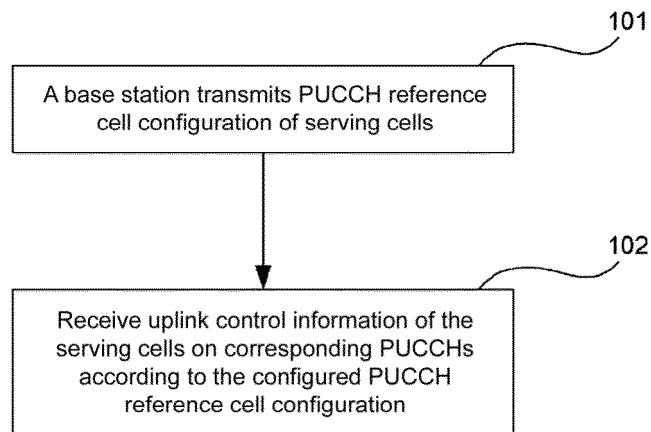 101
A base station transmits PUCCH reference
cell configuration of serving cells
102
Receive uplink control information of the
serving cells on corresponding PUCCHs
according to the configured PUCCH
reference cell configuration